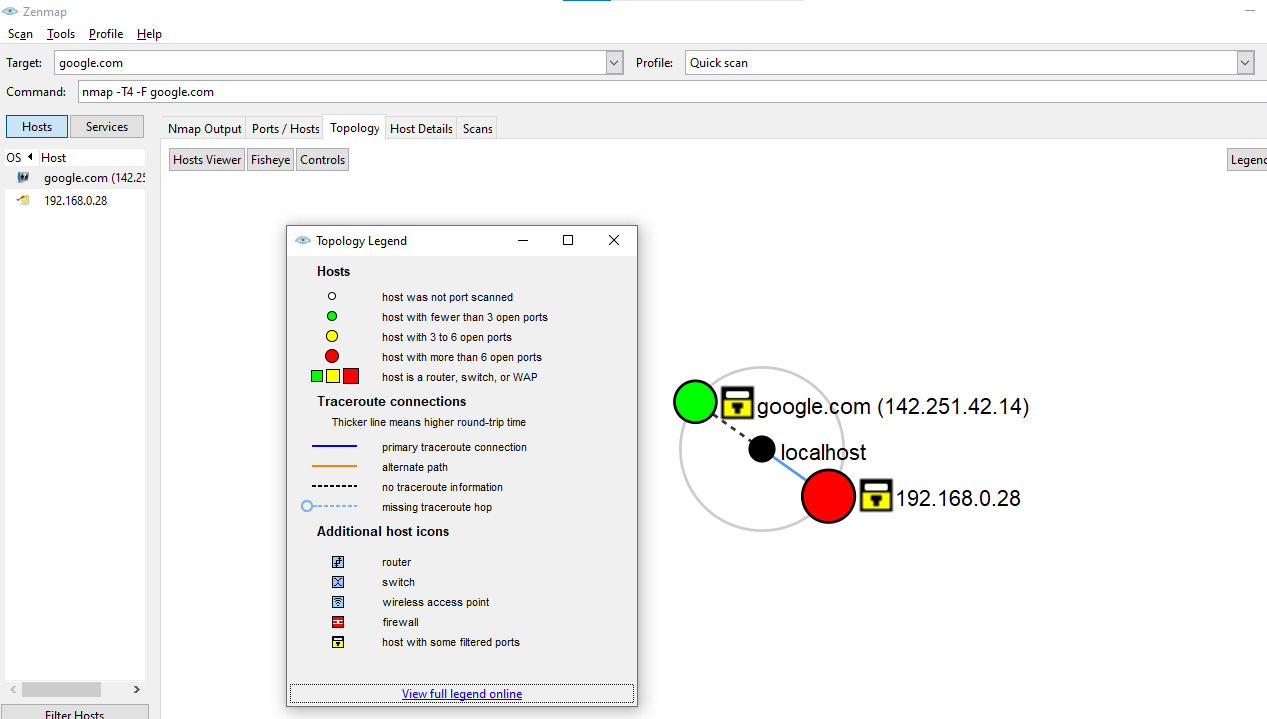 Zenmap
Scan Tools Profile Help
Target: google.com Profile: Quick scan
Command: nmap -T4 -F google.com
Hosts Services
Nmap Output Ports / Hosts Topology Host Details Scans
OS Host
Hosts Viewer Fisheye Controls Legend
google.com (142.25
192.168.0.28
Topology Legend
Hosts
host was not port scanned
host with fewer than 3 open ports
host with 3 to 6 open ports
host with more than 6 open ports
host is a router, switch, or WAP
Traceroute connections
Thicker line means higher round-trip time
primary traceroute connection
alternate path
no traceroute information
missing traceroute hop
Additional host icons
router
switch
wireless access point
firewall
host with some filtered ports
View full legend online
google.com (142.251.42.14)
localhost
192.168.0.28
Filter Hosts